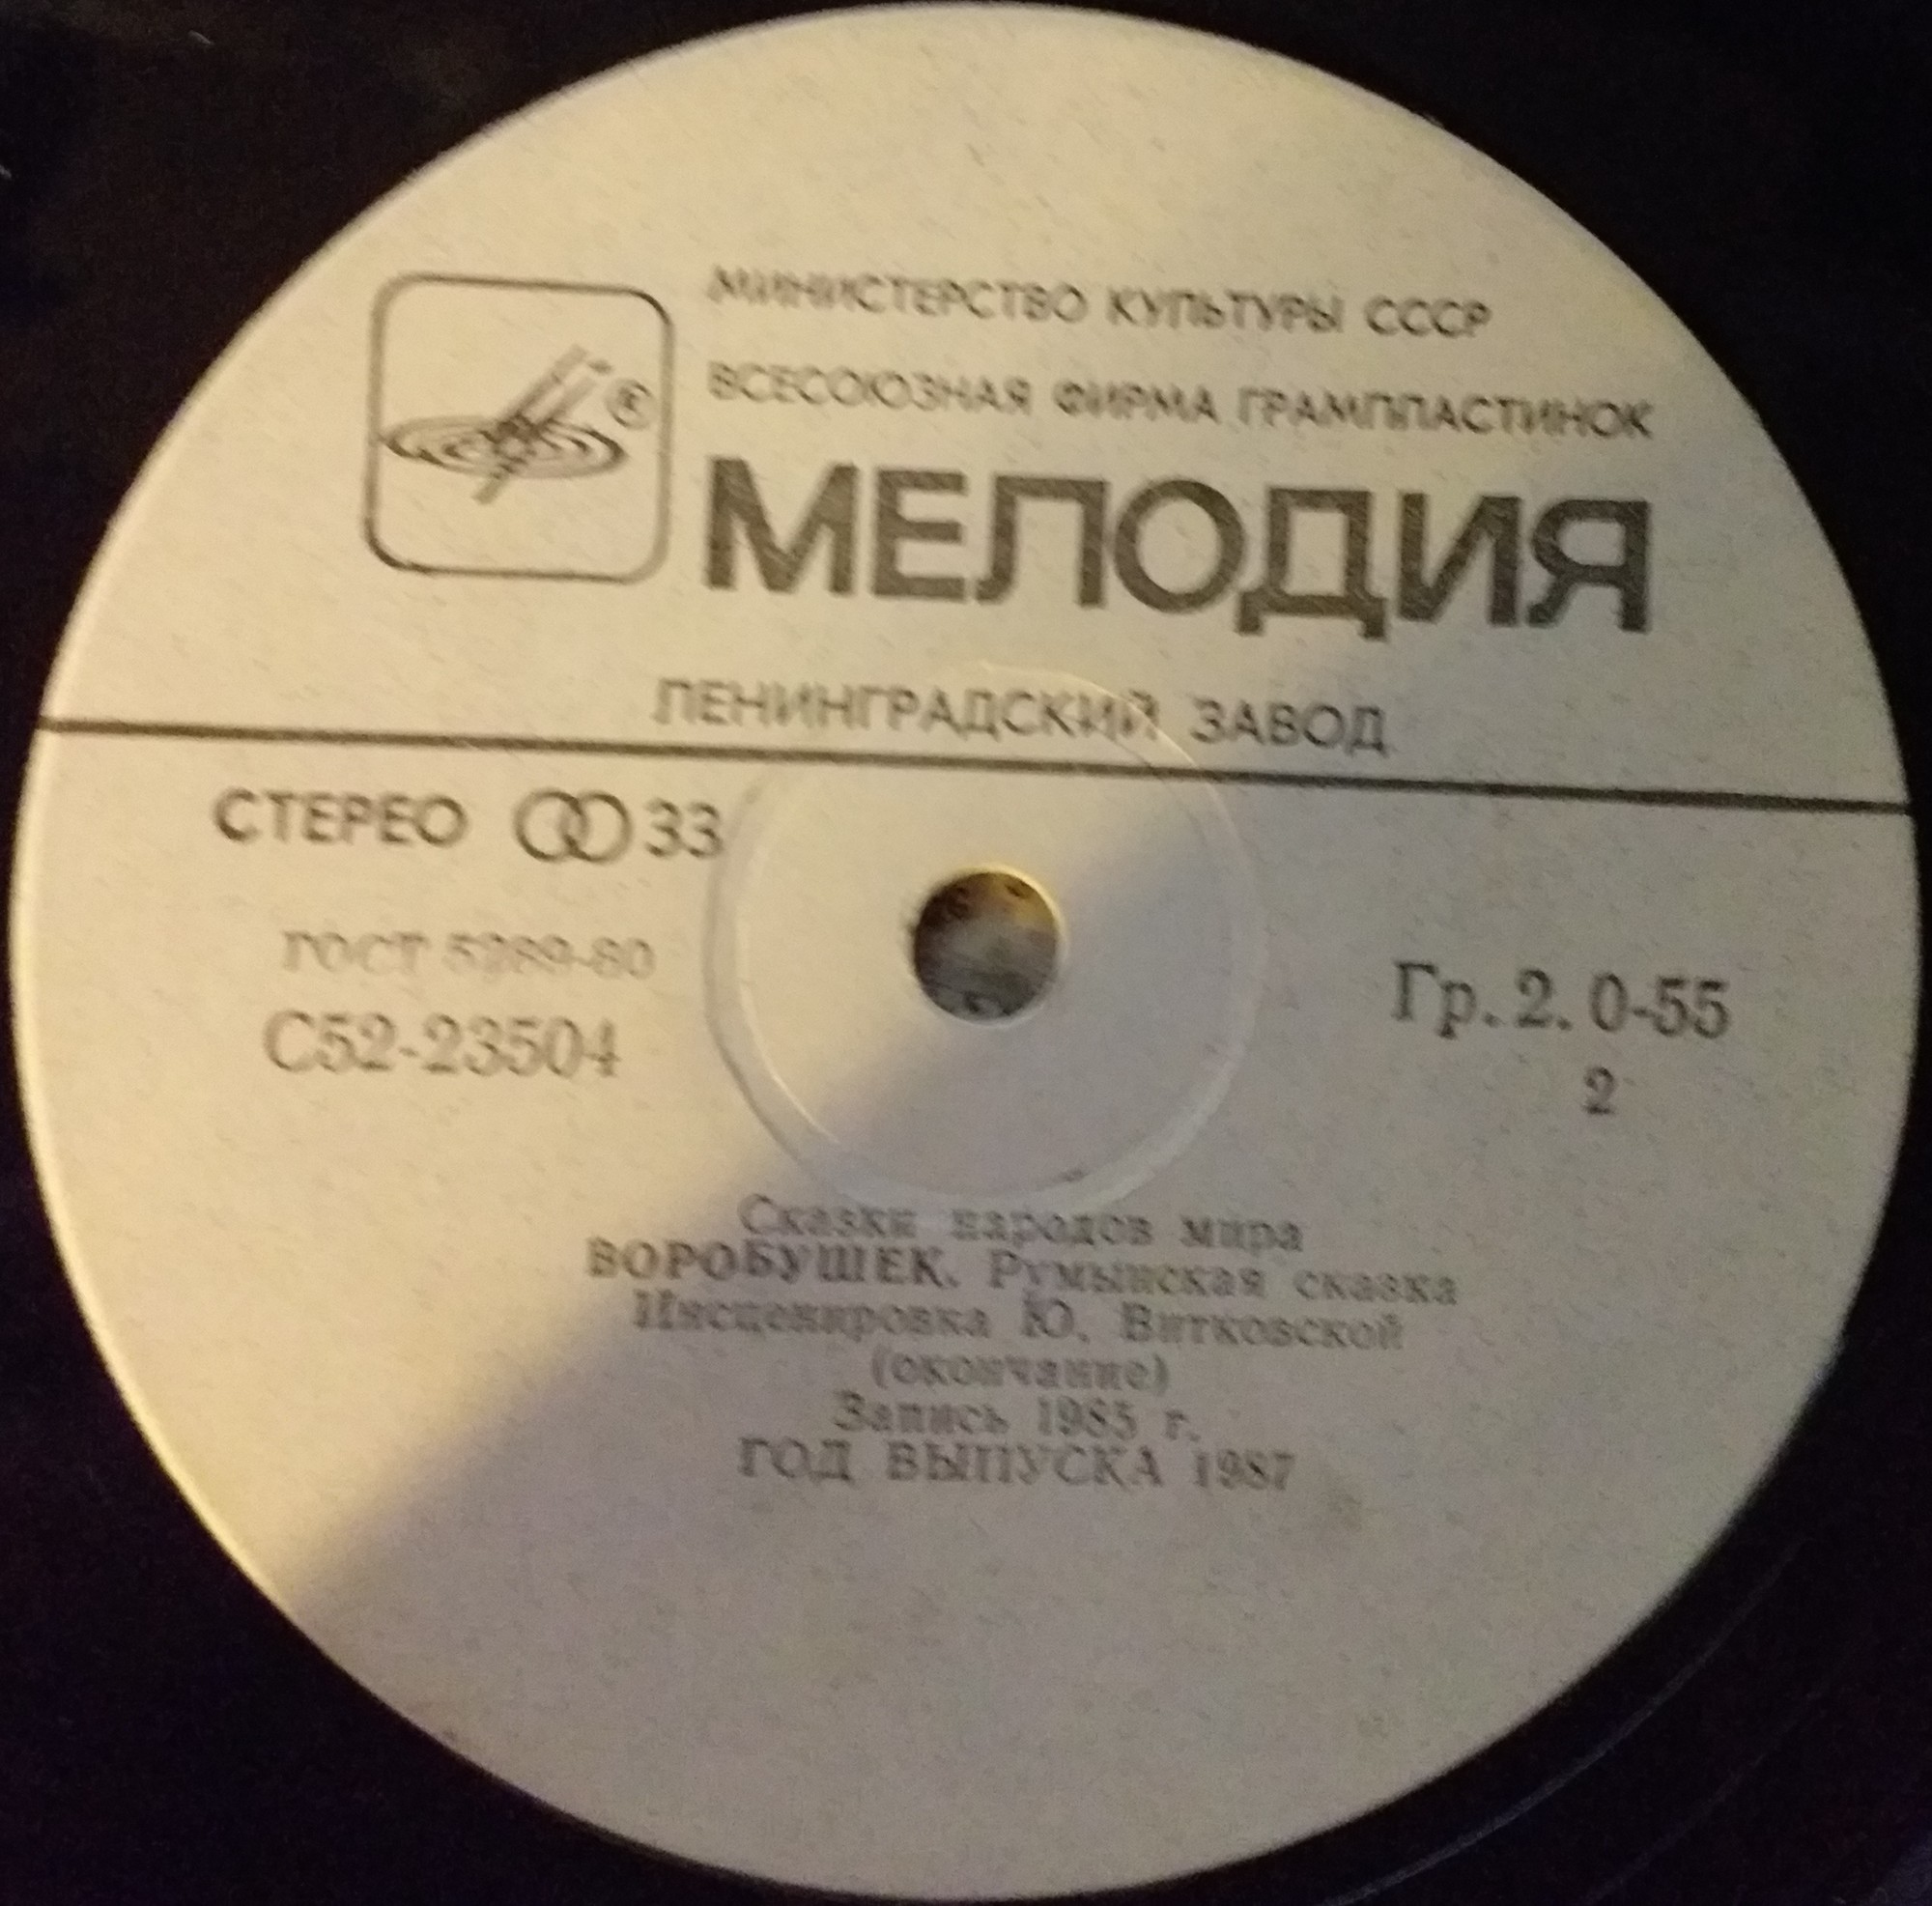 МИНИСТЕРСТВО КУЛЬТУРЫ СССР
ВСЕСОЮЗНАЯ ФИРМА ГРАМПЛАСТИНОК
®
МЕЛОДИЯ
ЛЕНИНГРАДСКИЙ ЗАВОД
СТЕРЕО 33
ГОСТ 5289-80
С52-23504
Гр. 2. 0-55
2
Сказки народов мира
ВОРОБУШЕК. Румынская сказка
Инсценировка Ю. Витковской
(окончание)
Запись 1985 г.
ГОД ВЫПУСКА 1987